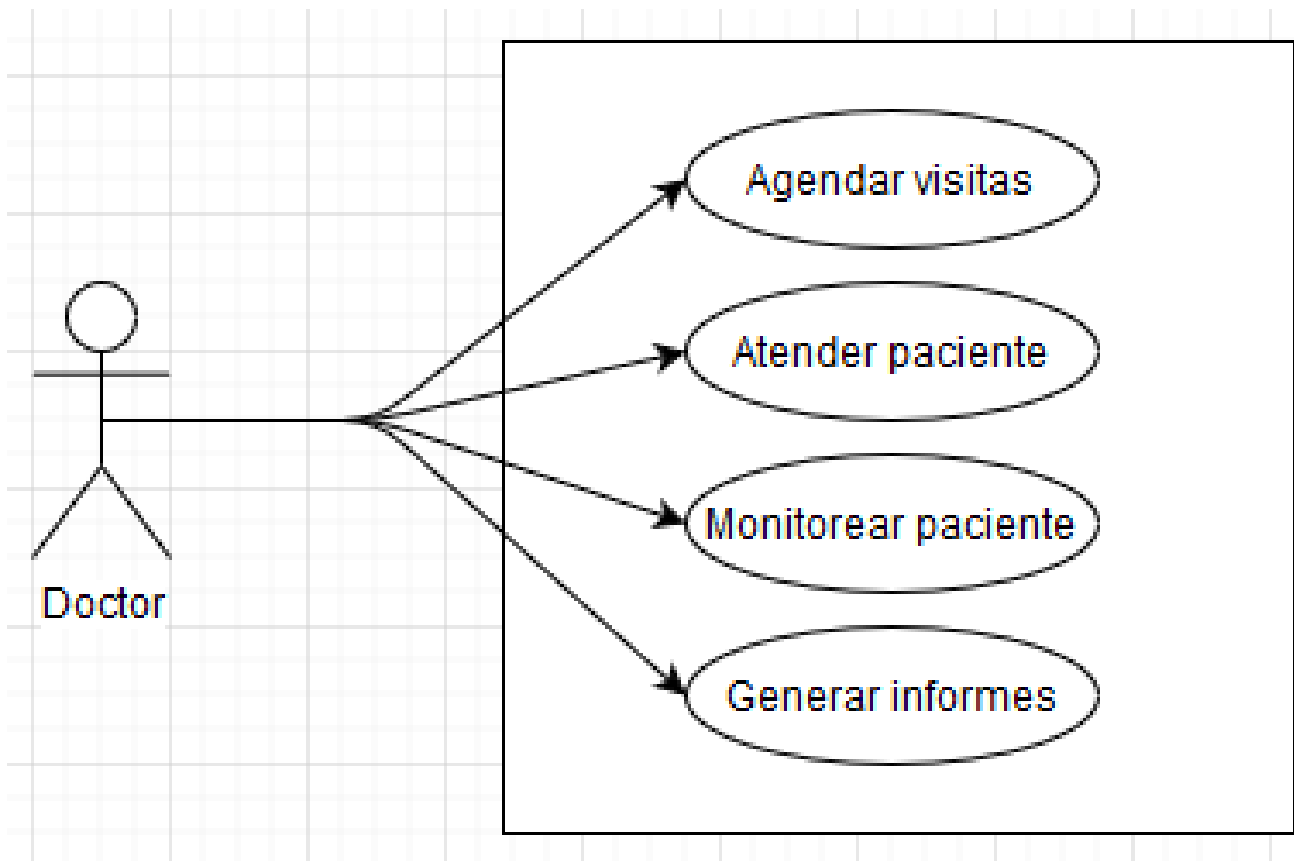 Agendar visitas
Atender paciente
Monitorear paciente
Doctor
Generar informes